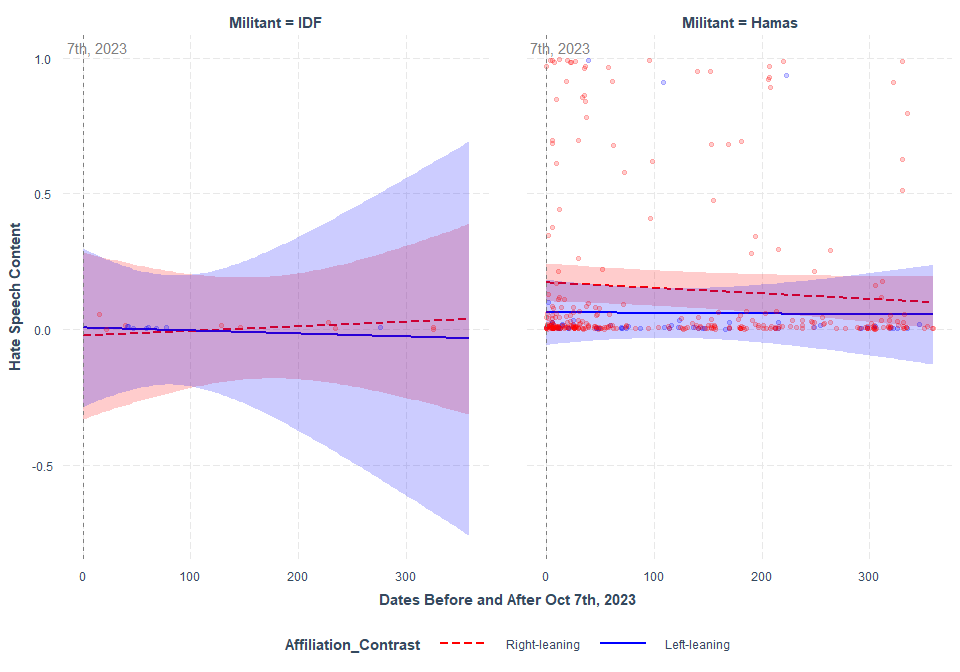 Militant = IDF
Militant = Hamas
7th, 2023
7th, 2023
1.0
0.5
0.0
-0.5
Hate Speech Content
0 100 200 300
0 100 200 300
Dates Before and After Oct 7th, 2023
Affiliation_Contrast Right-leaning Left-leaning